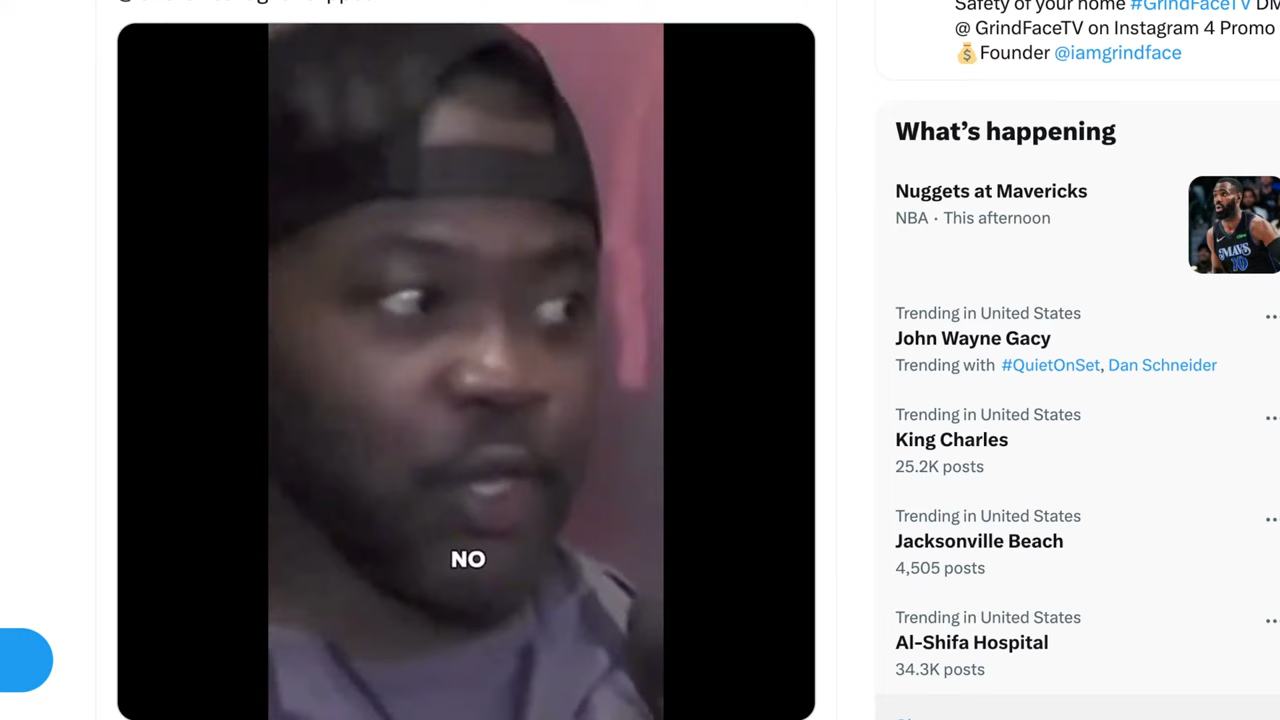 NO
Safety of your home #GrindFaceTV DM
@ GrindFaceTV on Instagram 4 Promo
💰Founder @iamgrindface
What's happening
Nuggets at Mavericks
NBA · This afternoon
MAVS
10
Trending in United States
John Wayne Gacy
Trending with #QuietOnSet, Dan Schneider
Trending in United States
King Charles
25.2K posts
Trending in United States
Jacksonville Beach
4,505 posts
Trending in United States
Al-Shifa Hospital
34.3K posts